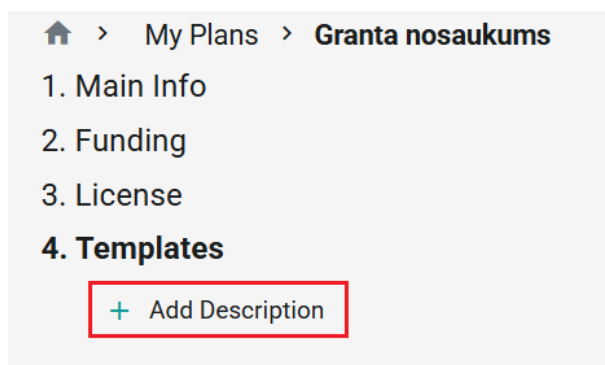 > My Plans > Granta nosaukums
1. Main Info
2. Funding
3. License
4. Templates
+ Add Description